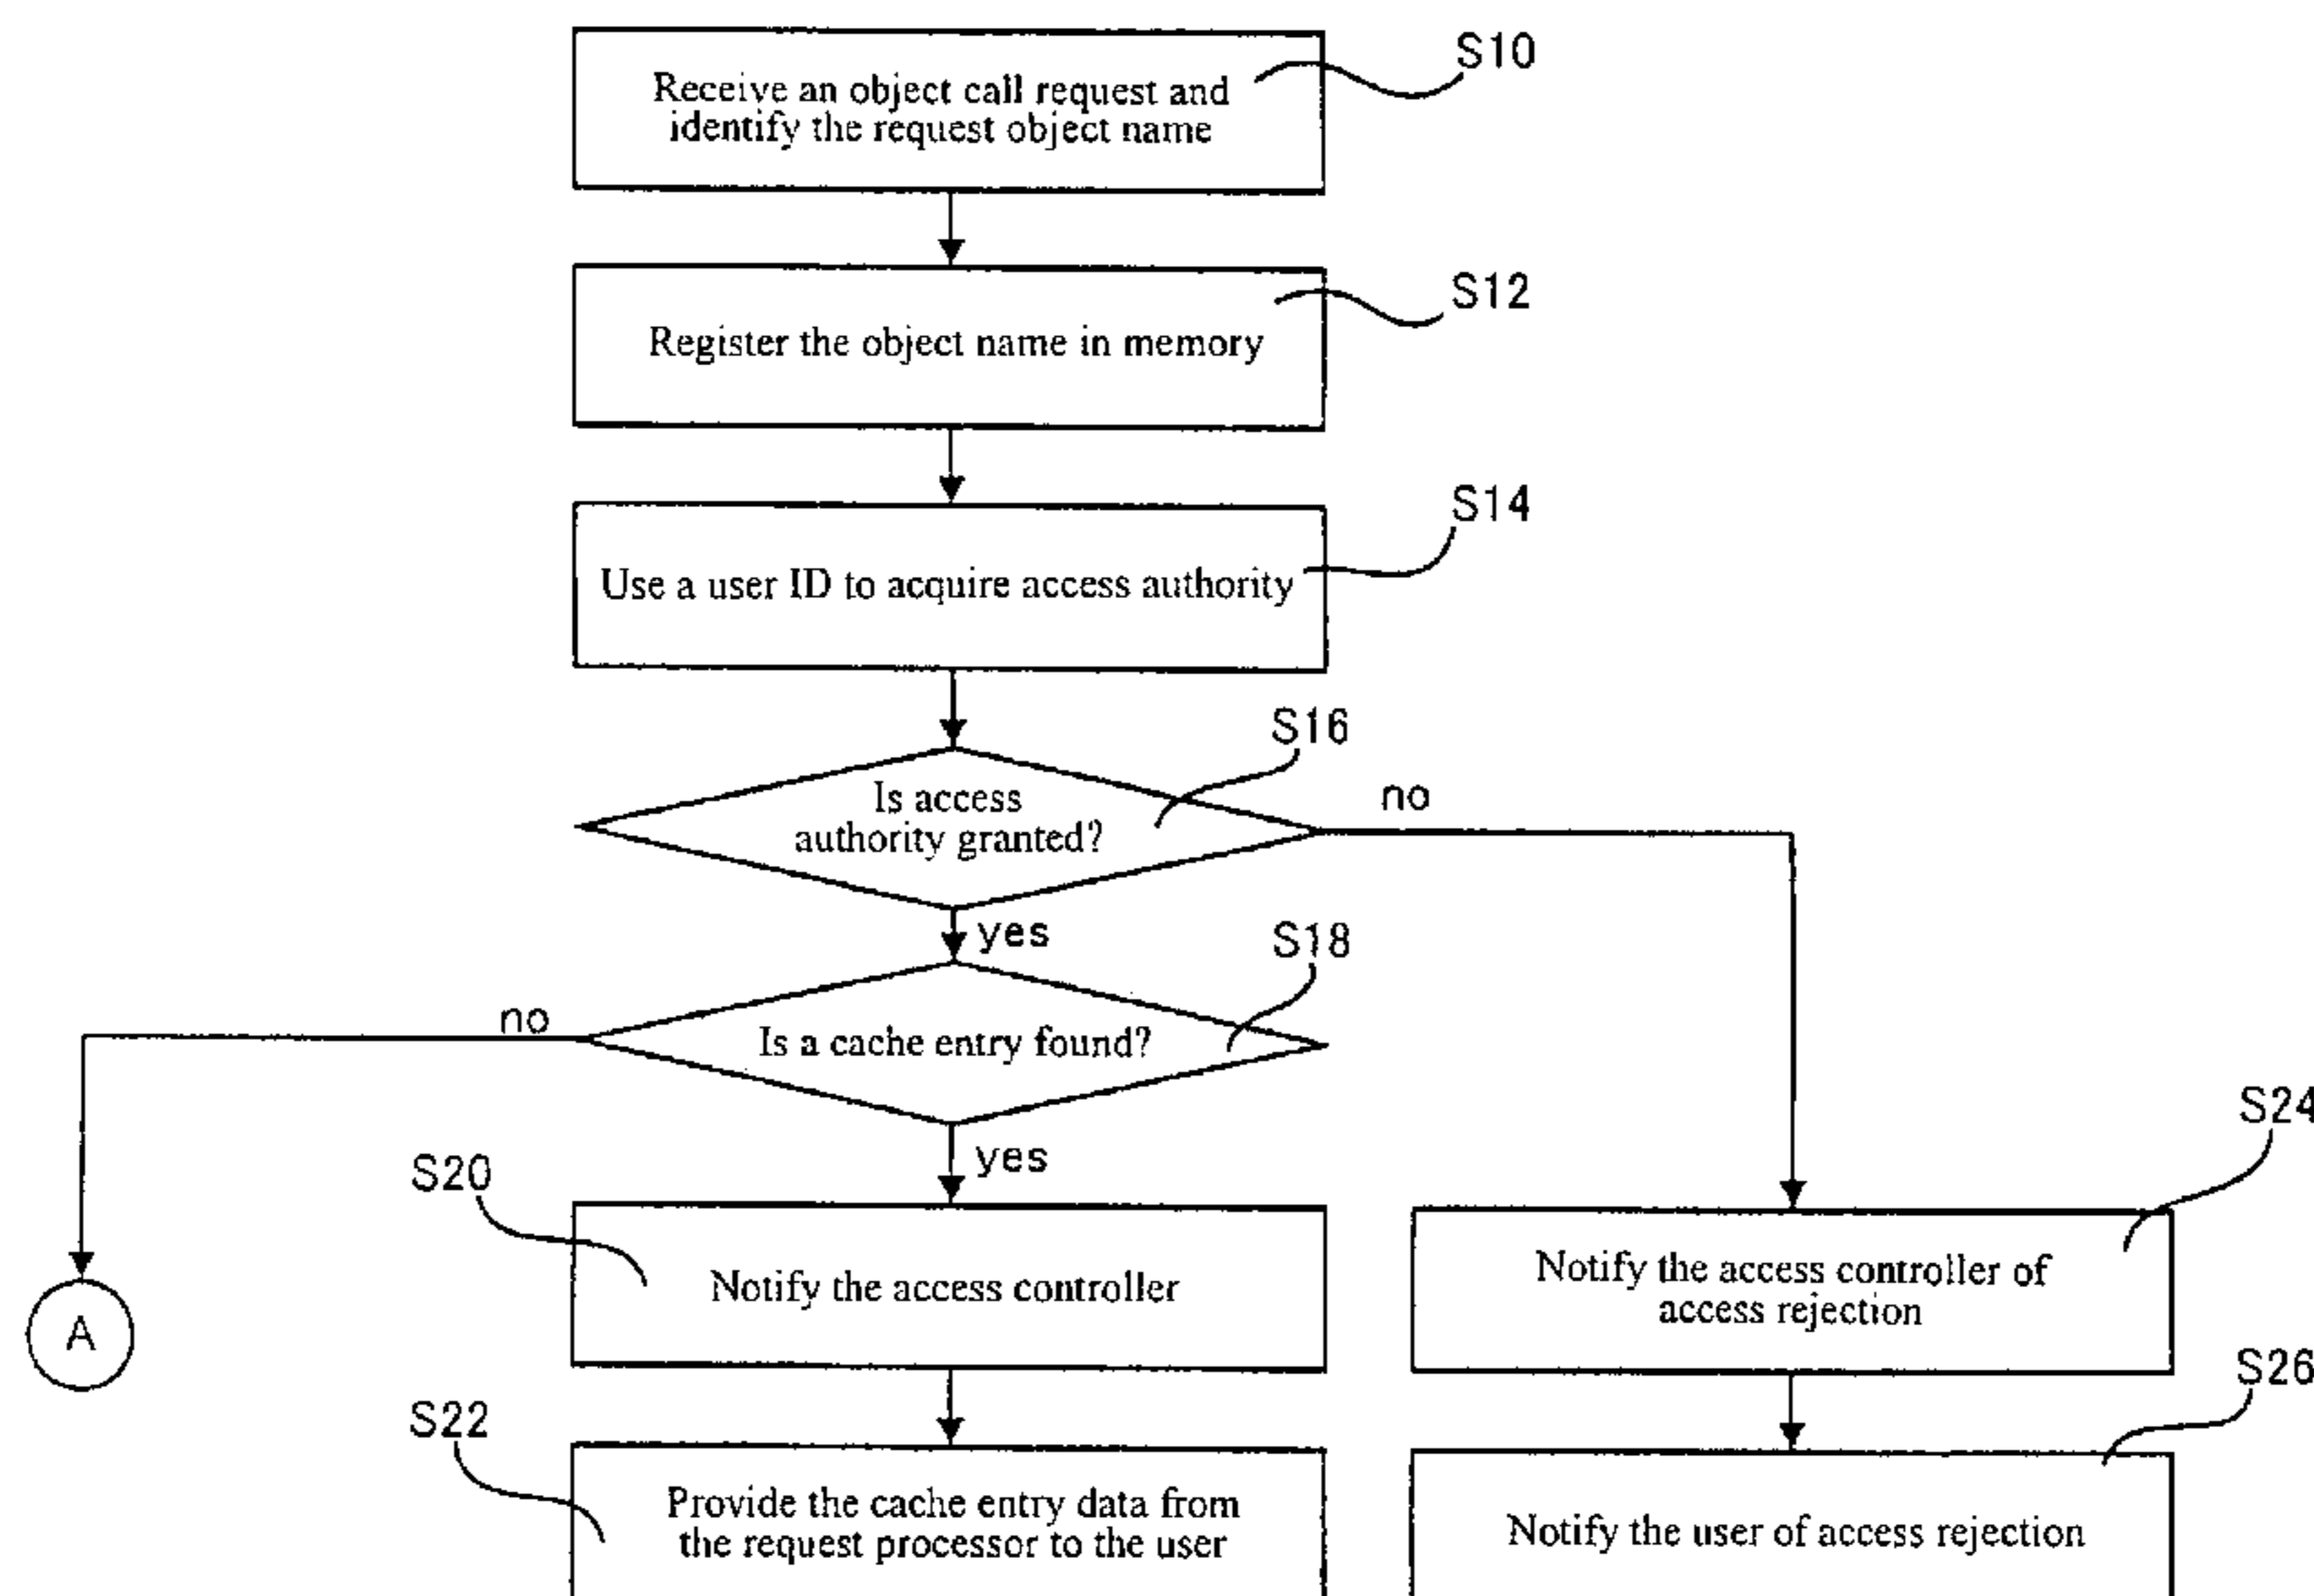 S10
Receive an object call request and
identify the request object name
S12
Register the object name in memory
S14
Use a user ID to acquire access authority
S16
Is access
authority granted?
no
yes
S18
no
Is a cache entry found?
yes
S20
Notify the access controller
S24
Notify the access controller of
access rejection
A
S22
Provide the cache entry data from
the request processor to the user
S26
Notify the user of access rejection